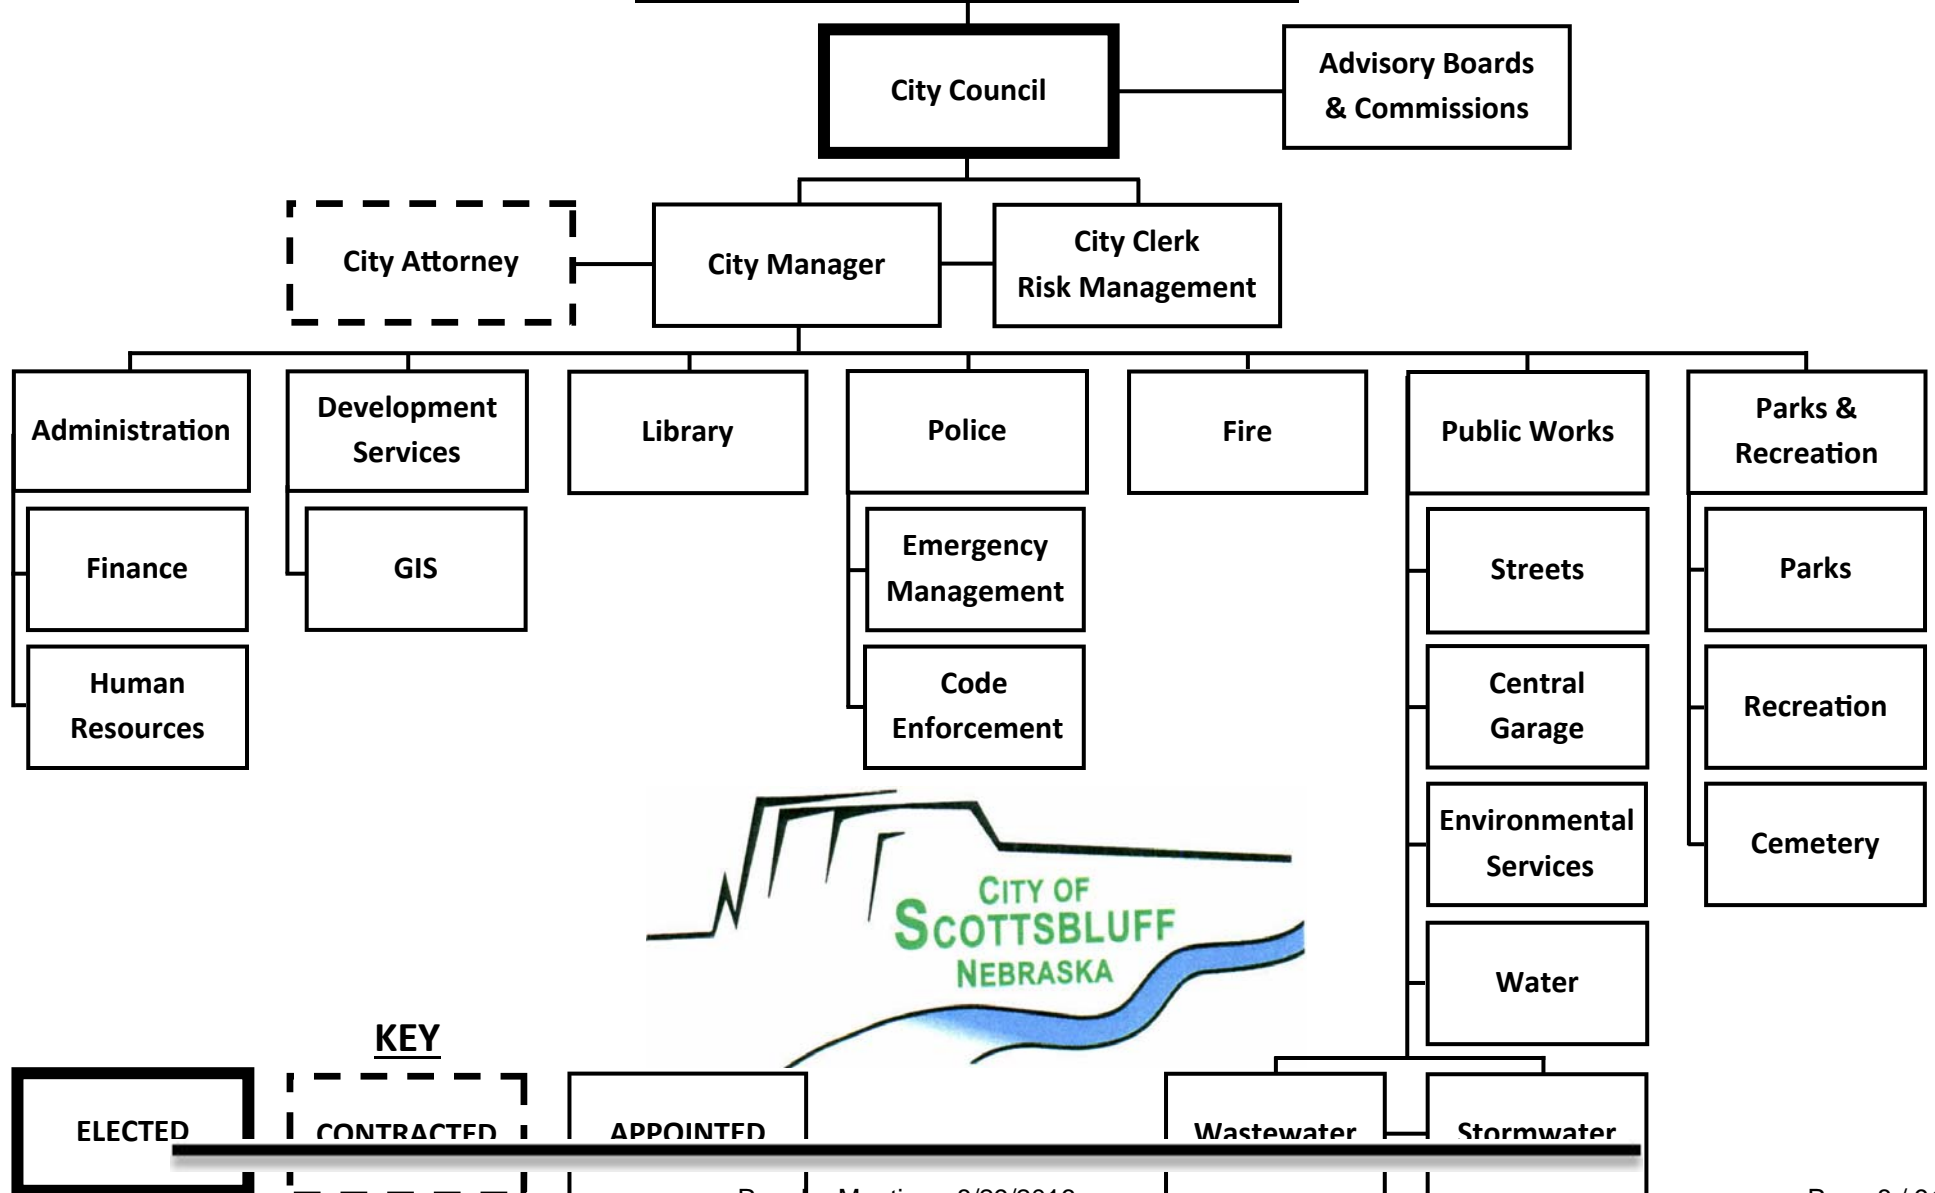 City Council
Advisory Boards
& Commissions
City Attorney
City Manager
City Clerk
Risk Management
Administration
Development
Services
Library
Police
Fire
Public Works
Parks &
Recreation
Finance
GIS
Emergency
Management
Streets
Parks
Human
Resources
Code
Enforcement
Central
Garage
Recreation
Environmental
Services
Cemetery
CITY OF
SCOTTSBLUFF
NEBRASKA
Water
KEY
ELECTED
CONTRACTED
APPOINTED
Wastewater
Stormwater